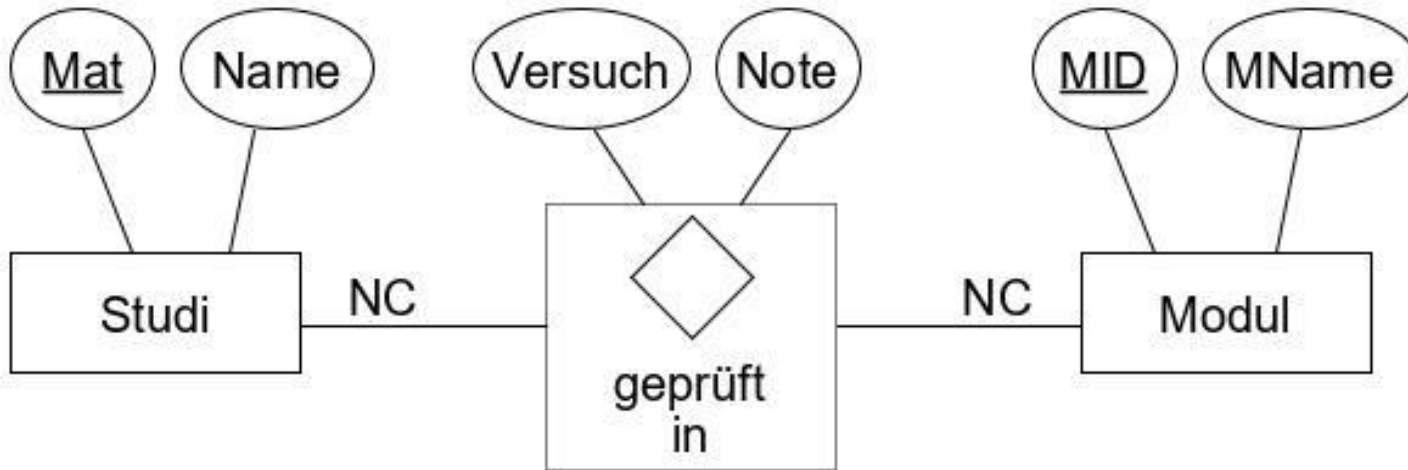 Mat
Name
Versuch
Note
MID
MName
Studi
NC
geprüft
in
NC
Modul